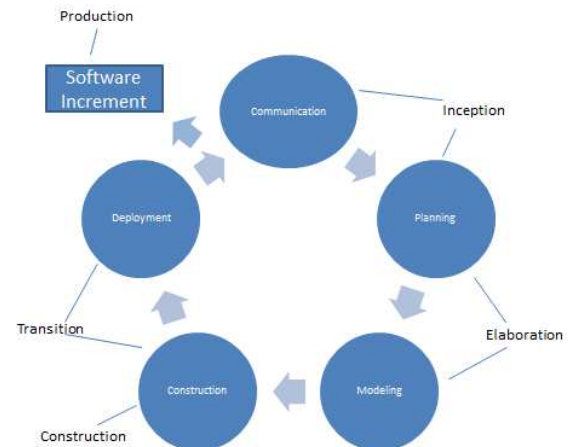 Production
Software
Increment
Communication
Inception
Deployment
Planning
Transition
Elaboration
Construction
Modeling
Construction